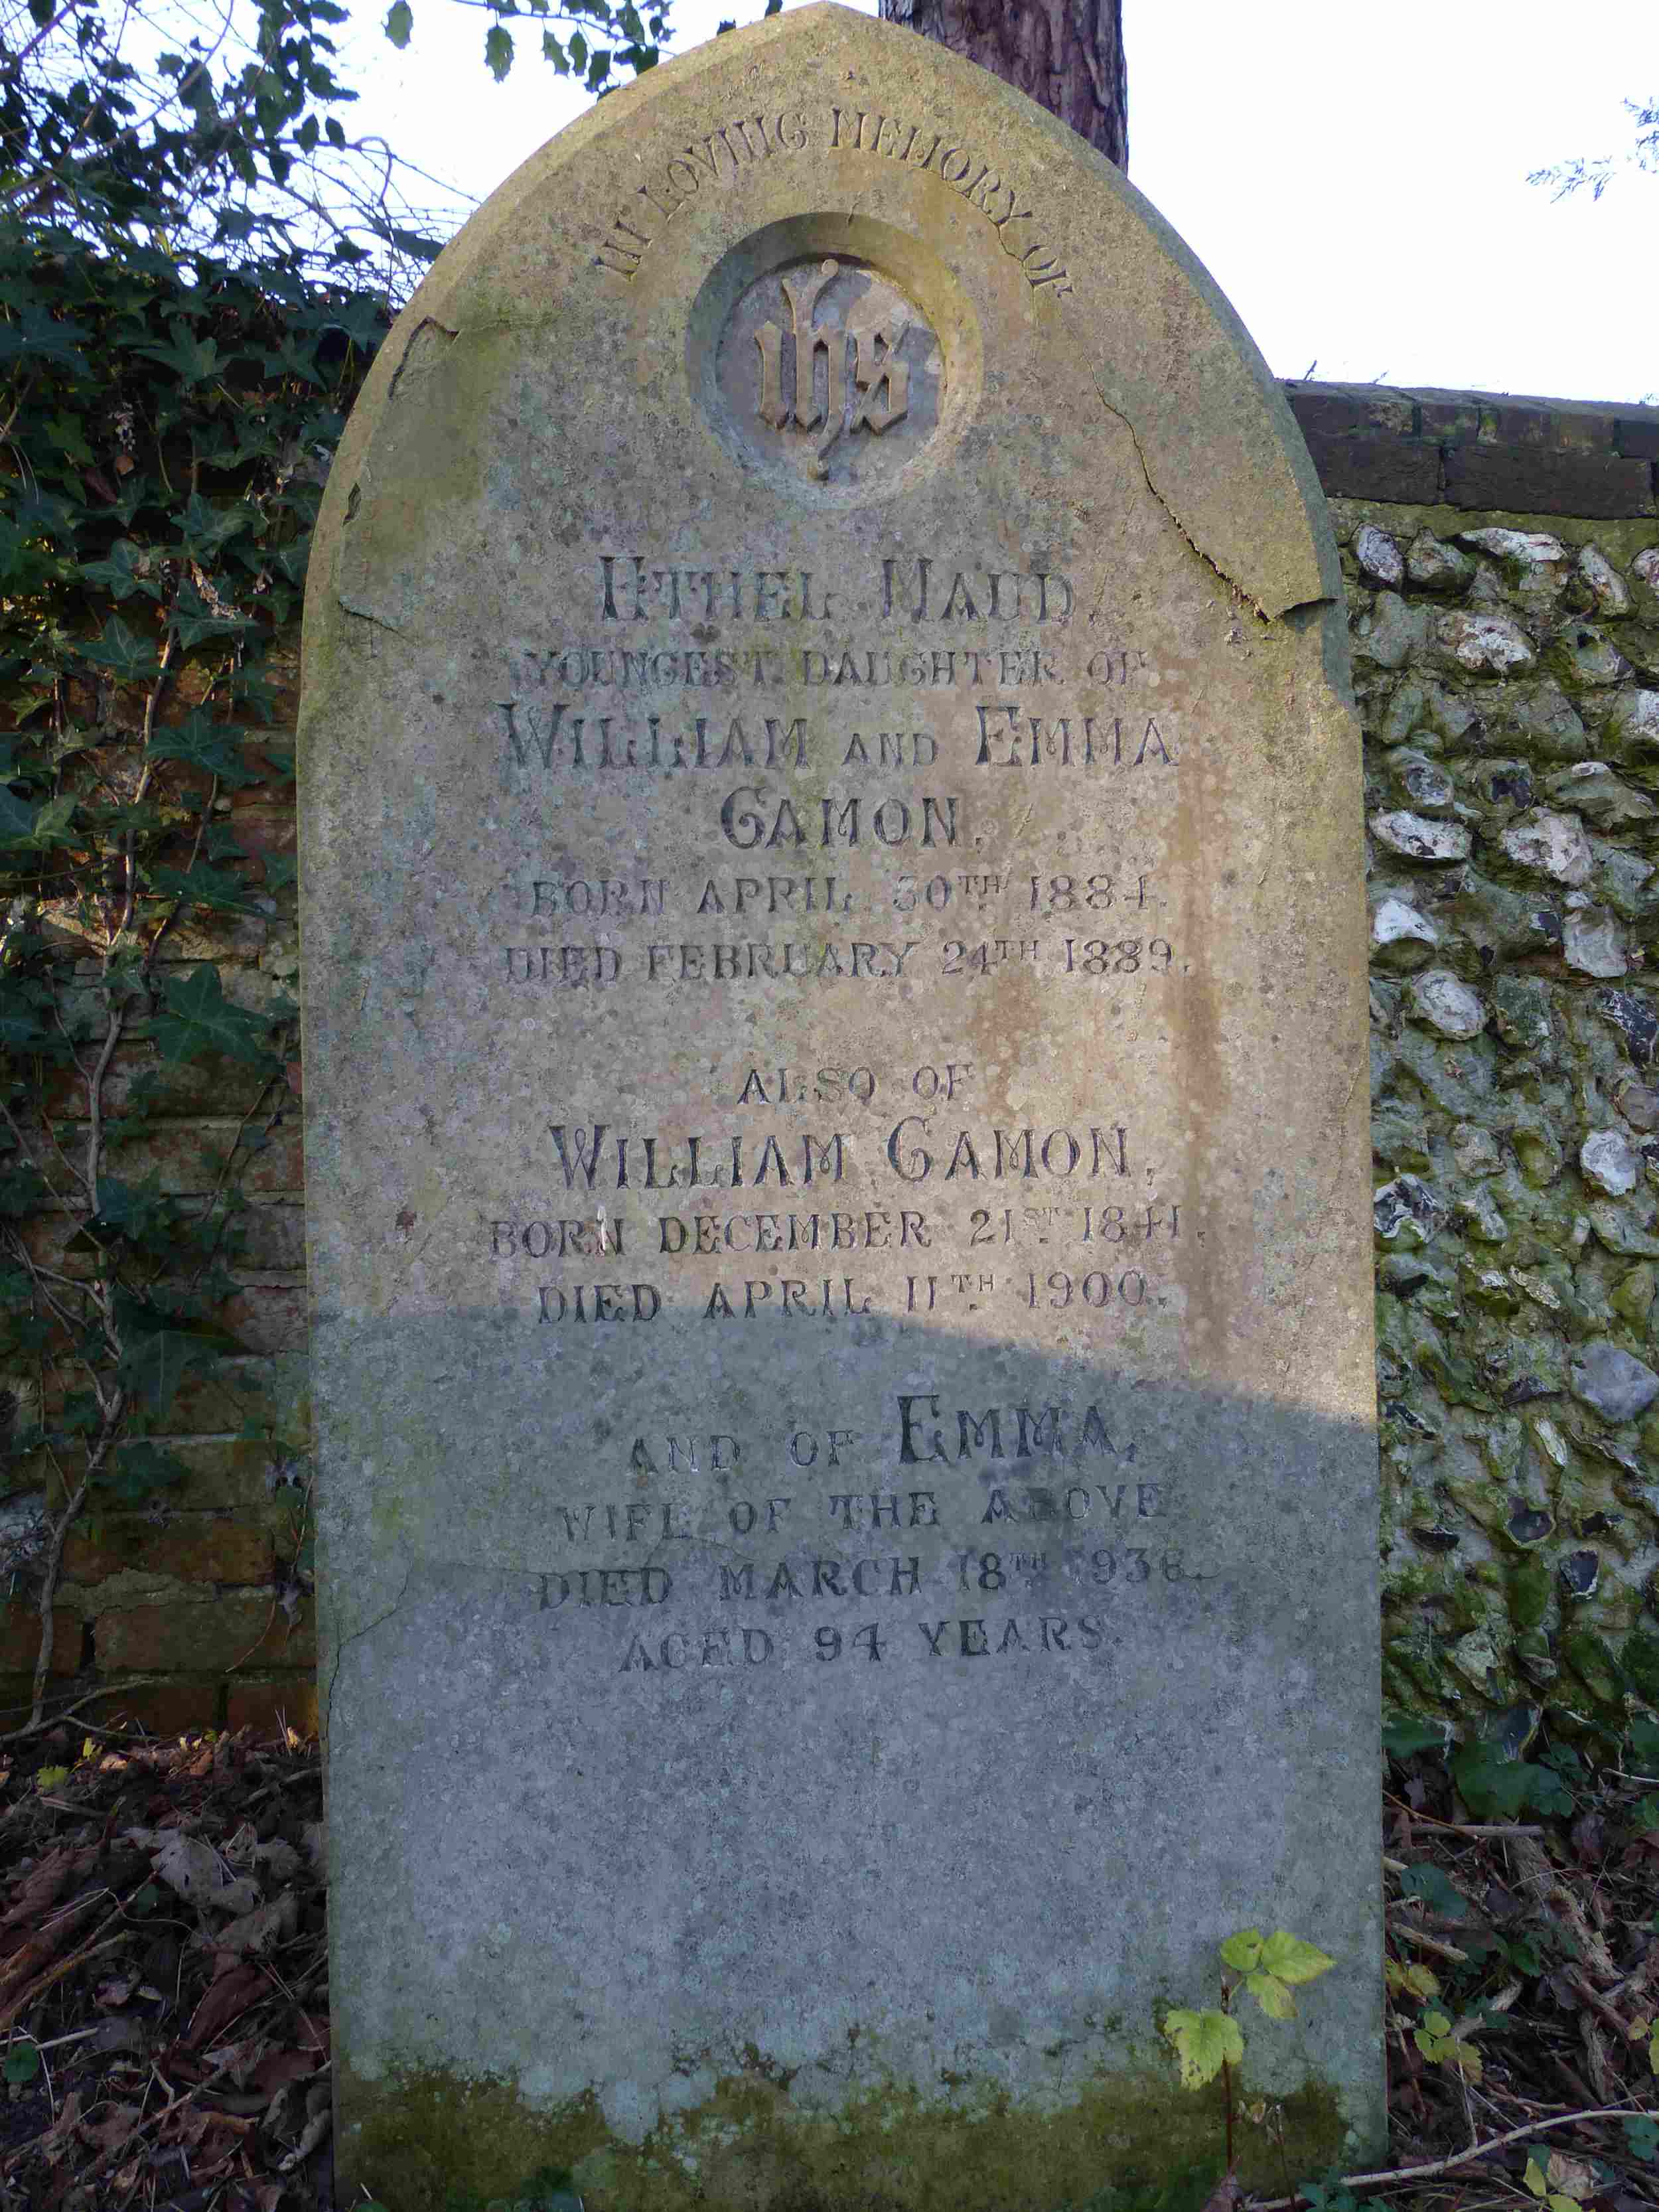 IN LOVING MEMORY OF
ihs
ETHEL MAUD,
YOUNGEST DAUGHTER OF
WILLIAM AND EMMA
GAMON,
BORN APRIL 30TH 1884.
DIED FEBRUARY 24TH 1889.
ALSO OF
WILLIAM GAMON,
BORN DECEMBER 21ST 1841,
DIED APRIL 11TH 1900.
AND OF EMMA,
WIFE OF THE ABOVE
DIED MARCH 18TH
AGED 94 YEARS.